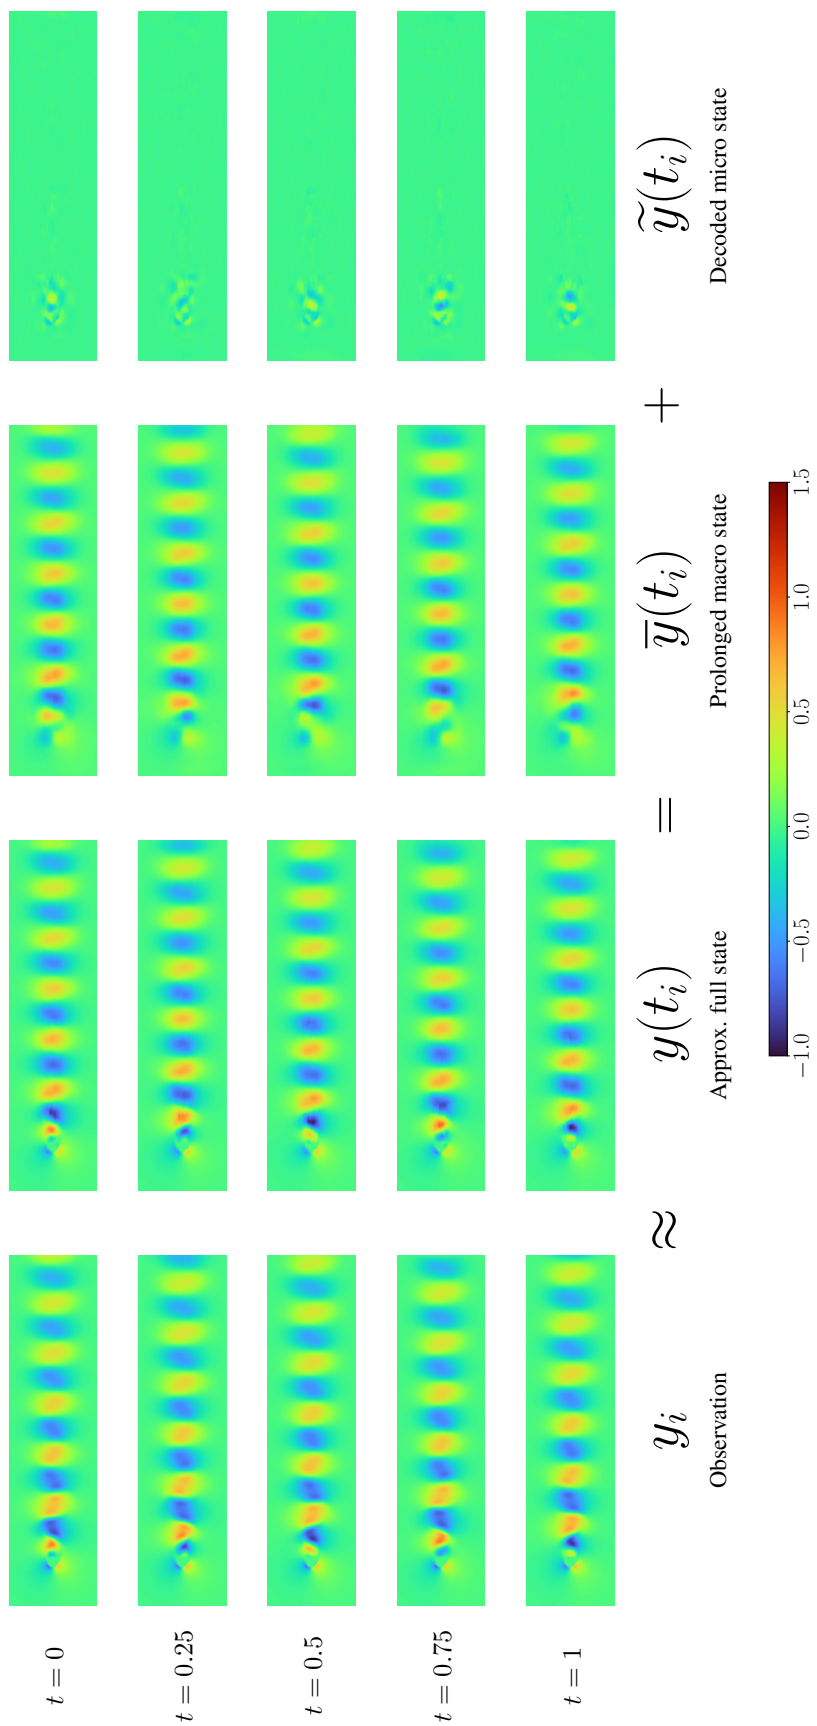 t = 0
t = 0.25
t = 0.5
t = 0.75
t = 1
y_i ≈ y(t_i) = y̅(t_i) + ỹ(t_i)
Observation Approx. full state Prolonged macro state Decoded micro state
−1.0 −0.5 0.0 0.5 1.0 1.5